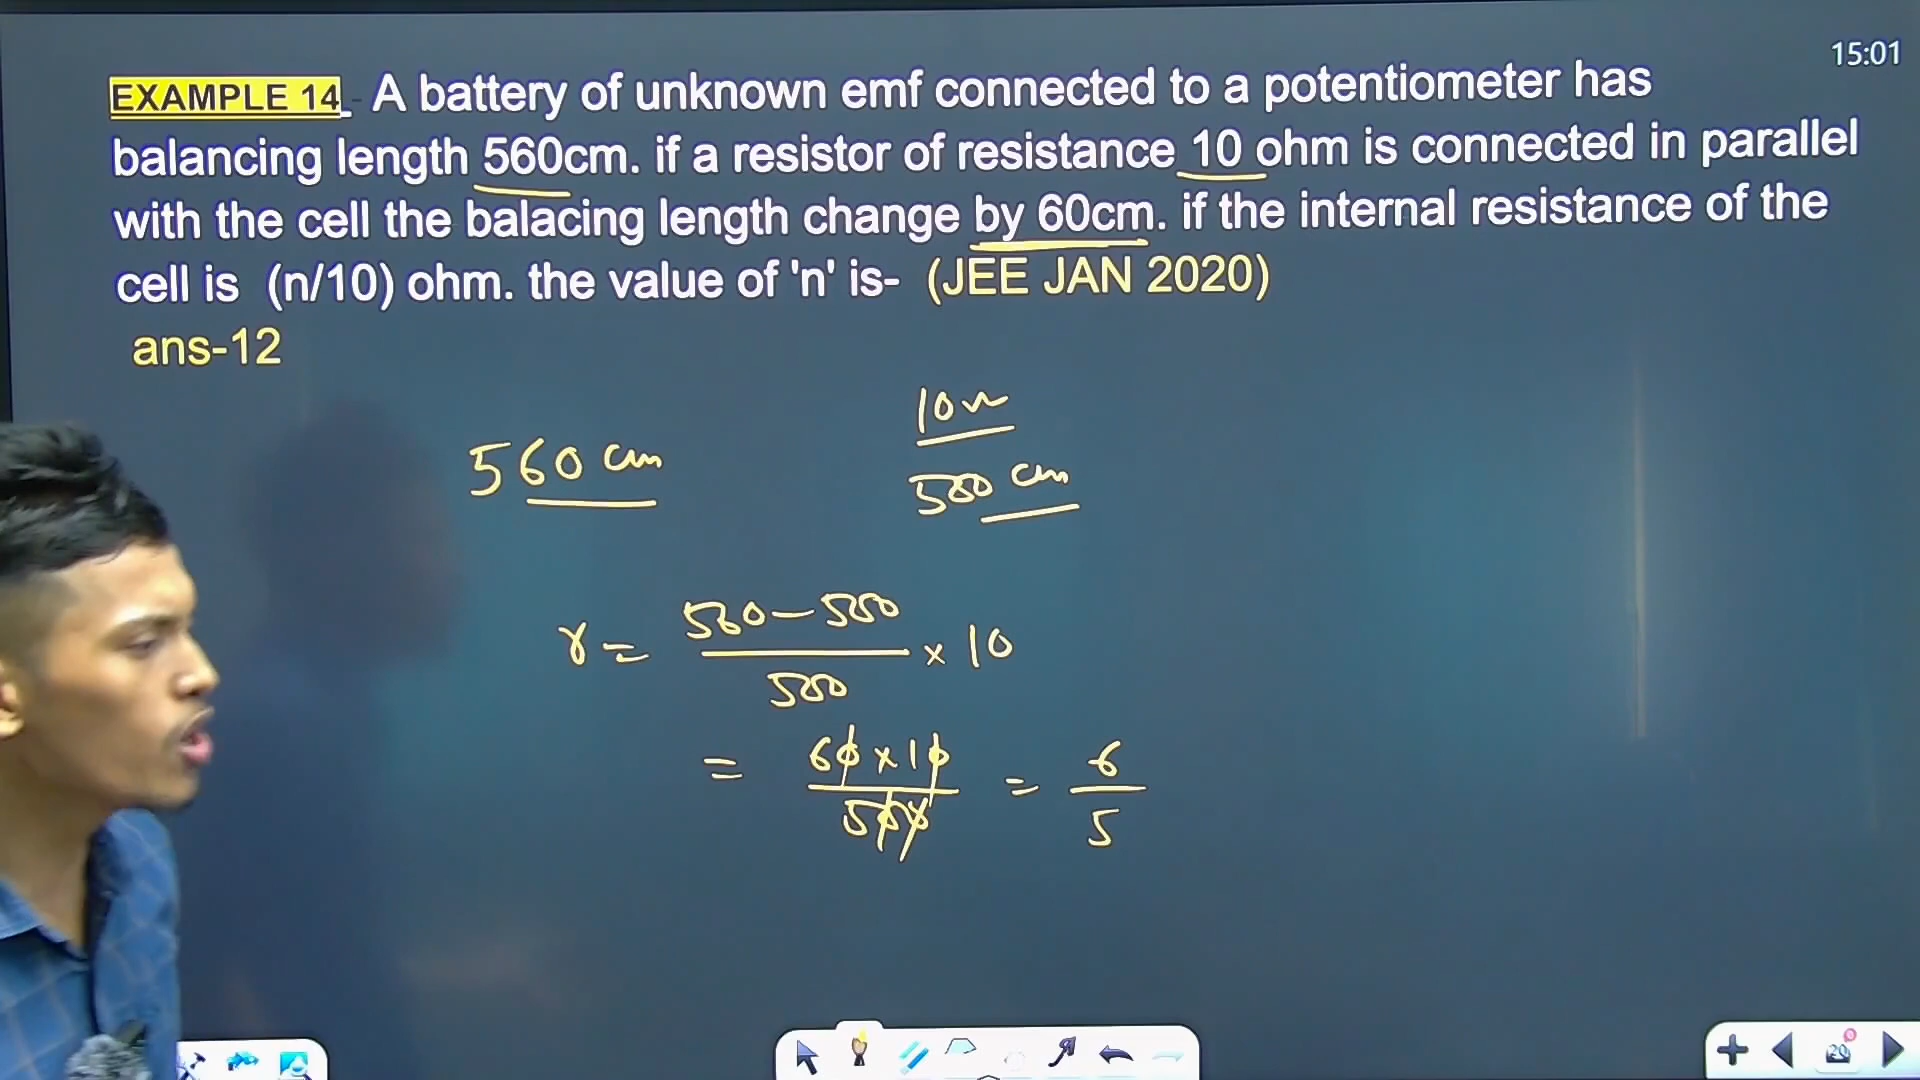 15:01
EXAMPLE 14 - A battery of unknown emf connected to a potentiometer has
balancing length 560cm. if a resistor of resistance 10 ohm is connected in parallel
with the cell the balacing length change by 60cm. if the internal resistance of the
cell is (n/10) ohm. the value of 'n' is- (JEE JAN 2020)
ans-12
10Ω
560 cm
500 cm
r = 560 - 500 / 500 × 10
= 60 × 10 / 500 = 6 / 5
20